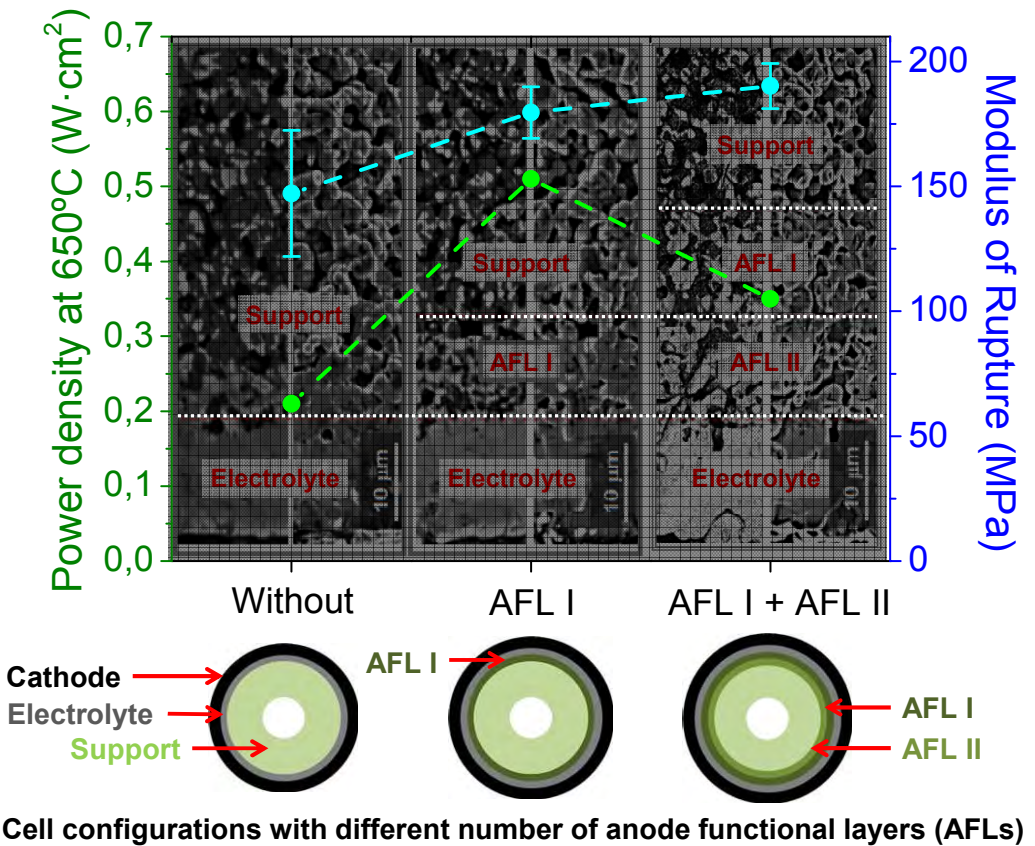 Power density at 650ºC (W·cm²)
0,7
0,6
0,5
0,4
0,3
0,2
0,1
0,0
Support
Electrolyte
10 µm
Support
AFL I
Electrolyte
10 µm
Support
AFL I
AFL II
Electrolyte
10 µm
200
150
100
50
0
Modulus of Rupture (MPa)
Without
AFL I
AFL I + AFL II
Cathode
Electrolyte
Support
AFL I
AFL I
AFL II
Cell configurations with different number of anode functional layers (AFLs)